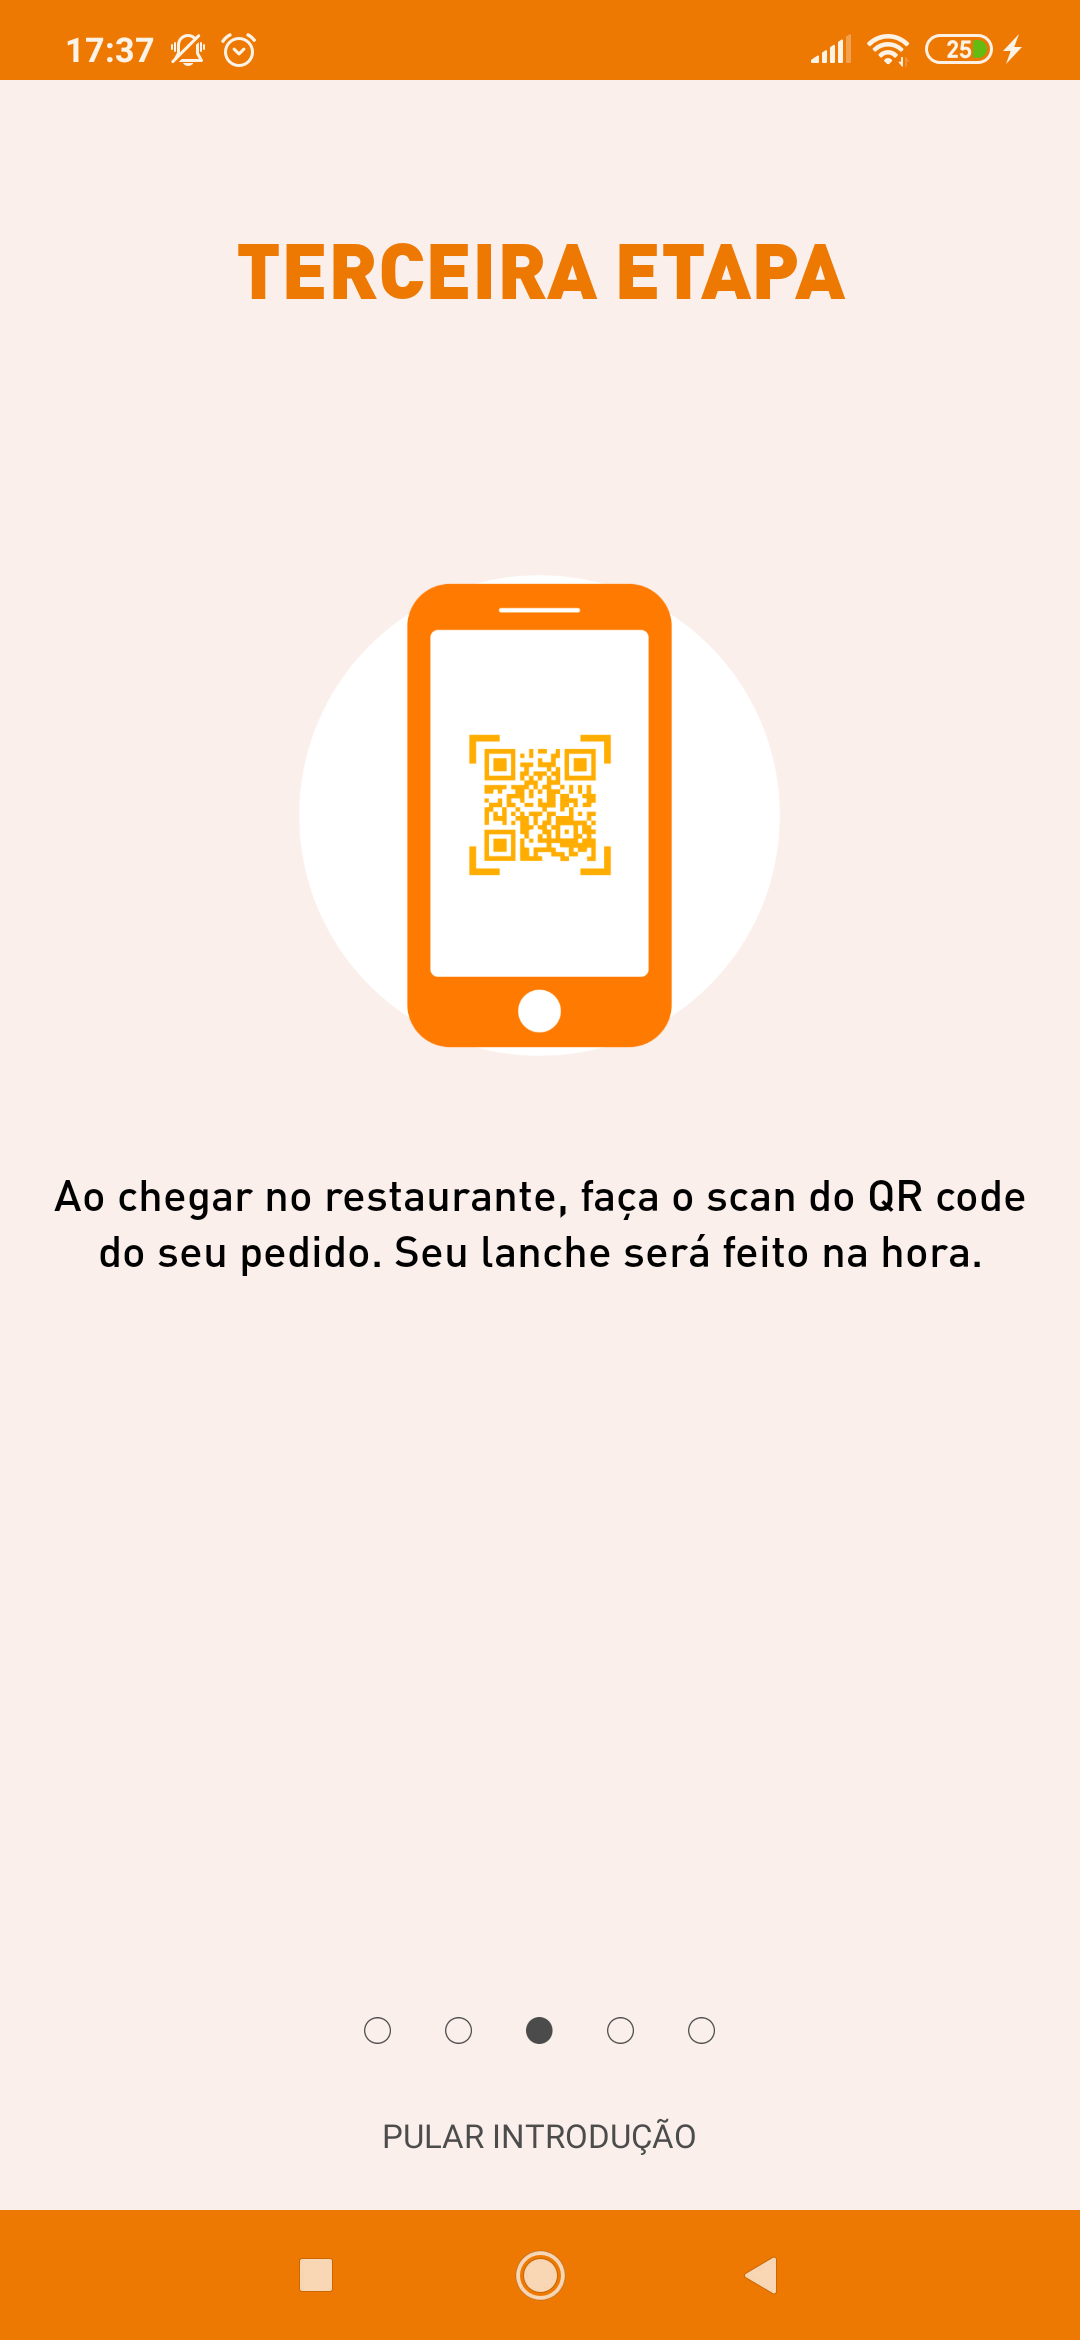 17:37
25
TERCEIRA ETAPA
Ao chegar no restaurante, faça o scan do QR code
do seu pedido. Seu lanche será feito na hora.
PULAR INTRODUÇÃO